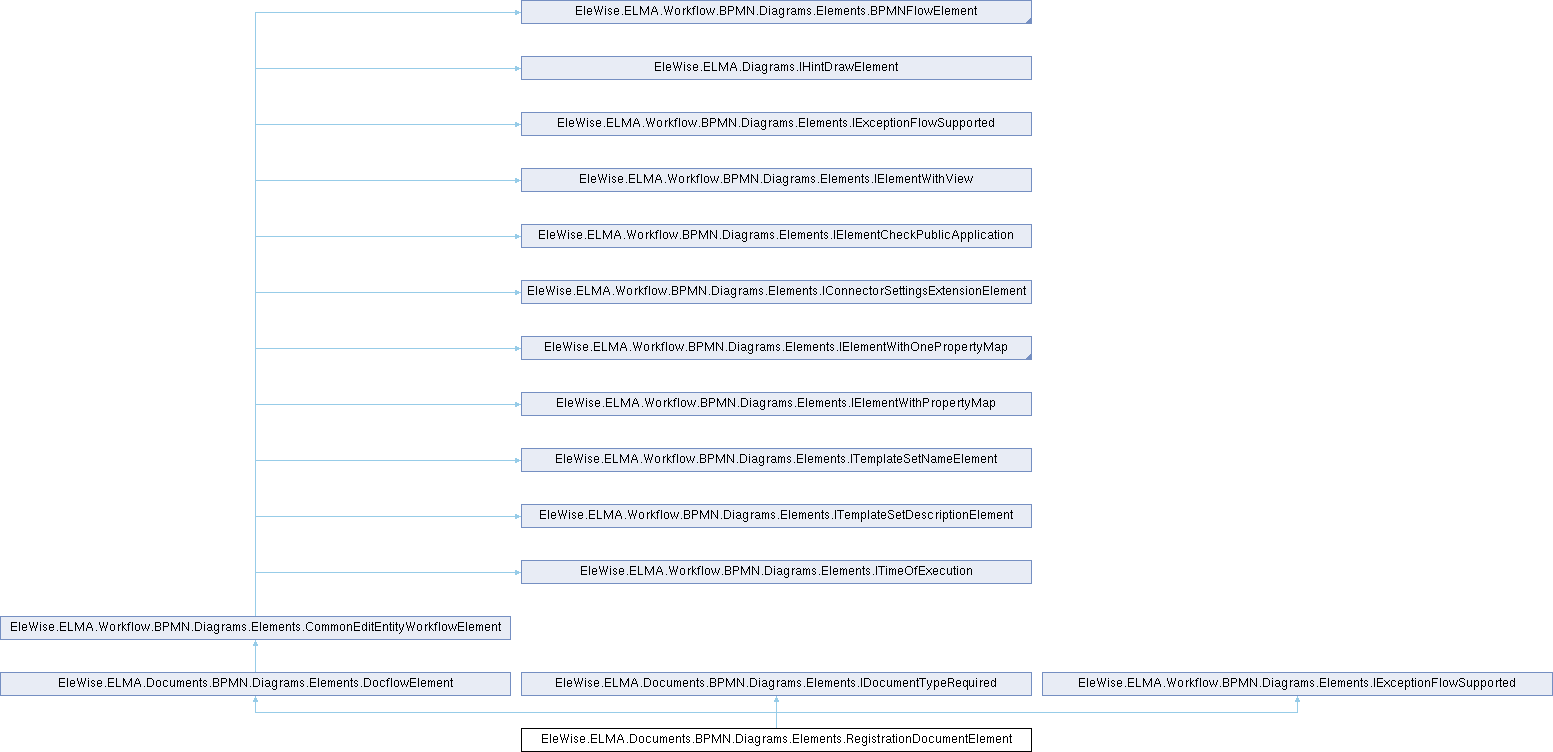 EleWise.ELMA.Workflow.BPMN.Diagrams.Elements.BPMNFlowElement
EleWise.ELMA.Diagrams.IHintDrawElement
EleWise.ELMA.Workflow.BPMN.Diagrams.Elements.IExceptionFlowSupported
EleWise.ELMA.Workflow.BPMN.Diagrams.Elements.IElementWithView
EleWise.ELMA.Workflow.BPMN.Diagrams.Elements.IElementCheckPublicApplication
EleWise.ELMA.Workflow.BPMN.Diagrams.Elements.IConnectorSettingsExtensionElement
EleWise.ELMA.Workflow.BPMN.Diagrams.Elements.IElementWithOnePropertyMap
EleWise.ELMA.Workflow.BPMN.Diagrams.Elements.IElementWithPropertyMap
EleWise.ELMA.Workflow.BPMN.Diagrams.Elements.ITemplateSetNameElement
EleWise.ELMA.Workflow.BPMN.Diagrams.Elements.ITemplateSetDescriptionElement
EleWise.ELMA.Workflow.BPMN.Diagrams.Elements.ITimeOfExecution
EleWise.ELMA.Workflow.BPMN.Diagrams.Elements.CommonEditEntityWorkflowElement
EleWise.ELMA.Documents.BPMN.Diagrams.Elements.DocflowElement
EleWise.ELMA.Documents.BPMN.Diagrams.Elements.IDocumentTypeRequired
EleWise.ELMA.Workflow.BPMN.Diagrams.Elements.IExceptionFlowSupported
EleWise.ELMA.Documents.BPMN.Diagrams.Elements.RegistrationDocumentElement